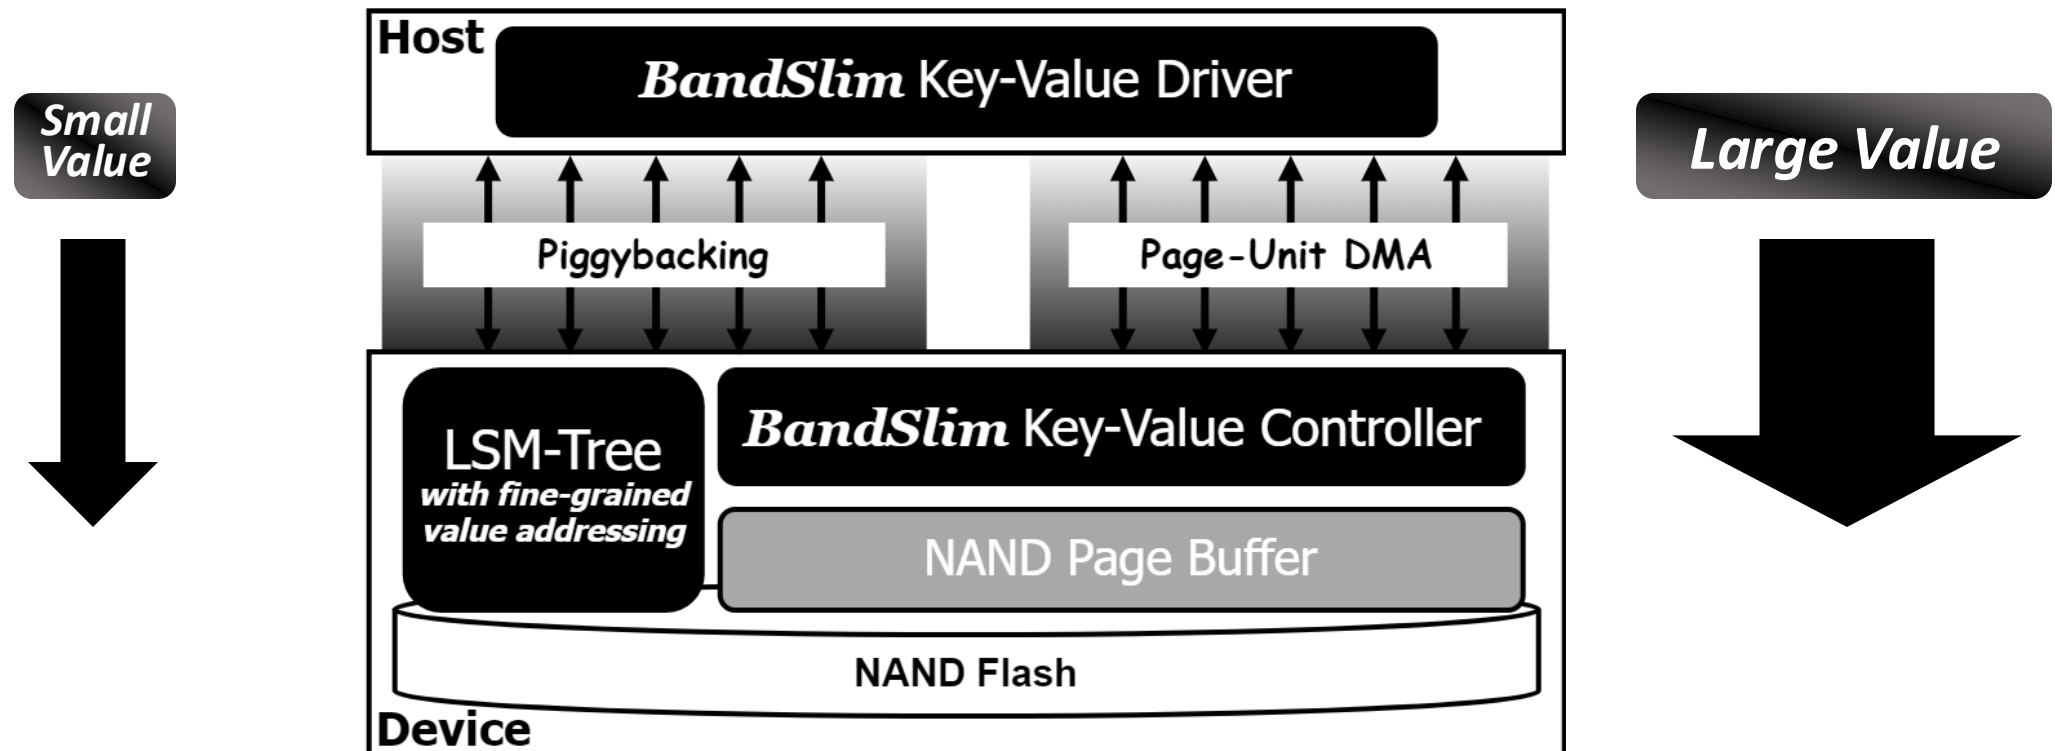 Host
BandSlim Key-Value Driver
Small
Value
Large Value
Piggybacking
Page-Unit DMA
LSM-Tree
with fine-grained
value addressing
BandSlim Key-Value Controller
NAND Page Buffer
NAND Flash
Device